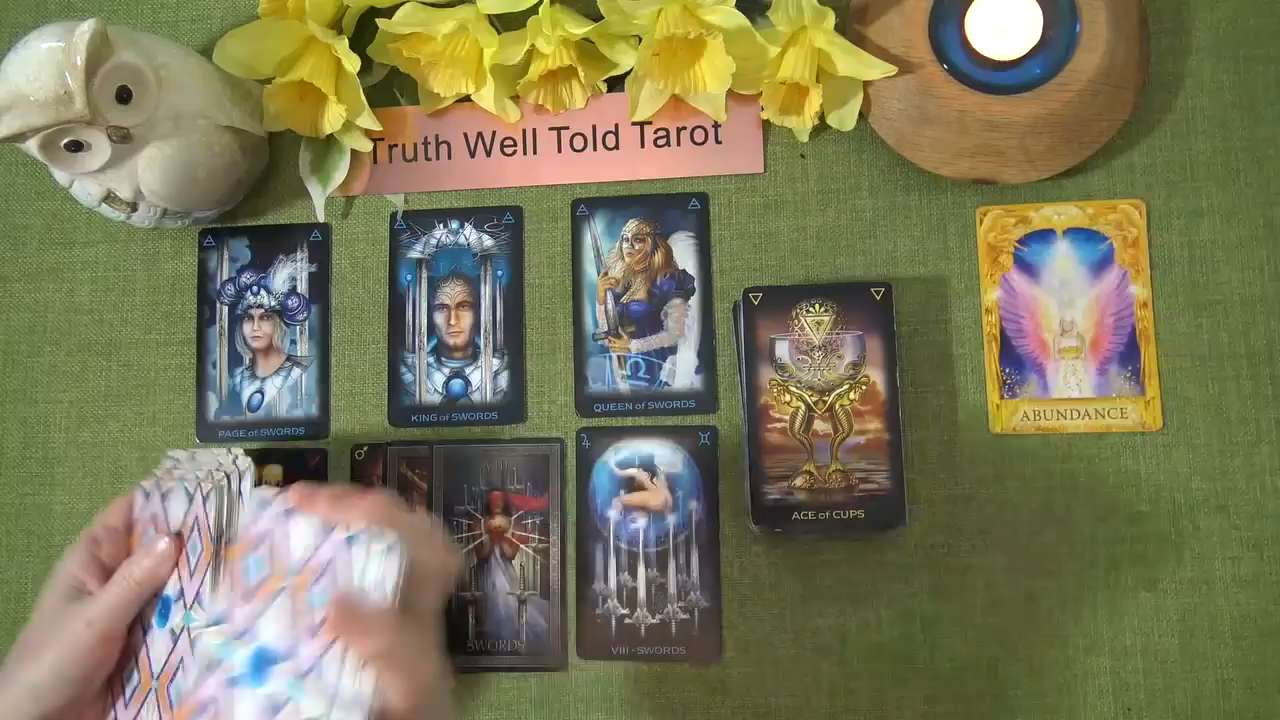 Truth Well Told Tarot
PAGE of SWORDS
KING of SWORDS
QUEEN of SWORDS
ACE of CUPS
ABUNDANCE
SWORDS
VIII • SWORDS